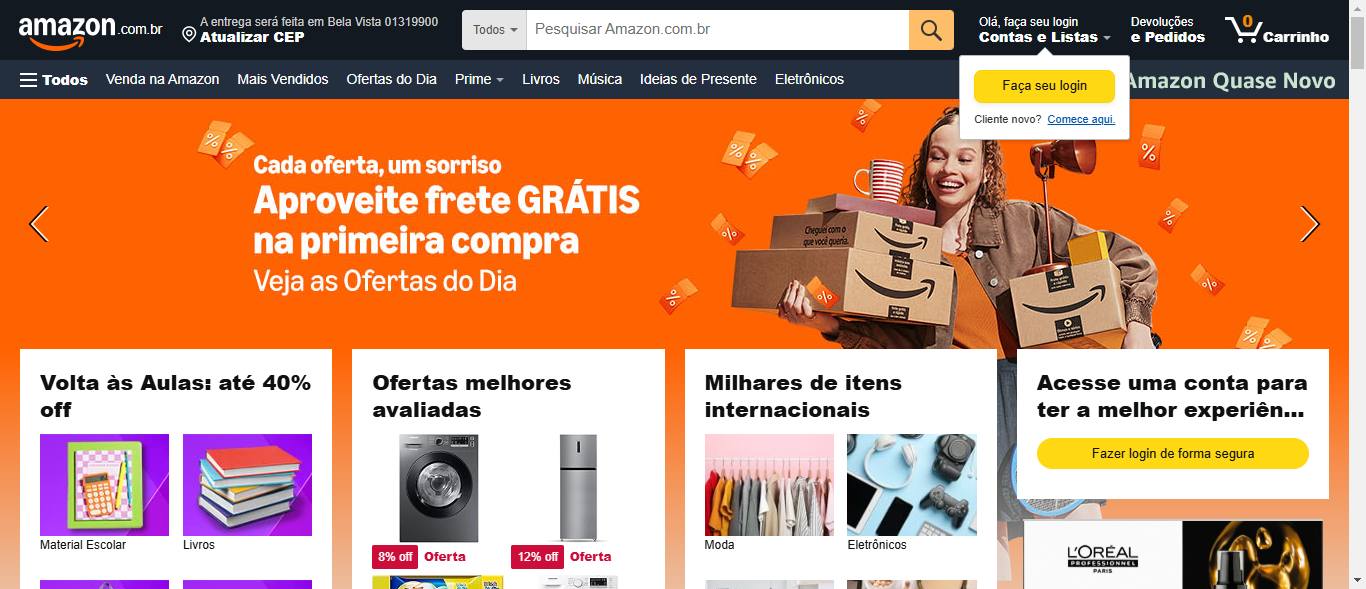 amazon.com.br
A entrega será feita em Bela Vista 01319900
Atualizar CEP
Todos
Pesquisar Amazon.com.br
Olá, faça seu login
Contas e Listas
Devoluções
e Pedidos
0
Carrinho
Todos
Venda na Amazon
Mais Vendidos
Ofertas do Dia
Prime
Livros
Música
Ideias de Presente
Eletrônicos
Amazon Quase Novo
Faça seu login
Cliente novo? Comece aqui.
Cada oferta, um sorriso
Aproveite frete GRÁTIS
na primeira compra
Veja as Ofertas do Dia
Cheguei com o
que você queria.
Volta às Aulas: até 40%
off
Material Escolar
Livros
Ofertas melhores
avaliadas
8% off
Oferta
12% off
Oferta
Milhares de itens
internacionais
Moda
Eletrônicos
Acesse uma conta para
ter a melhor experiên...
Fazer login de forma segura
L'ORÉAL
PROFESSIONNEL
PARIS